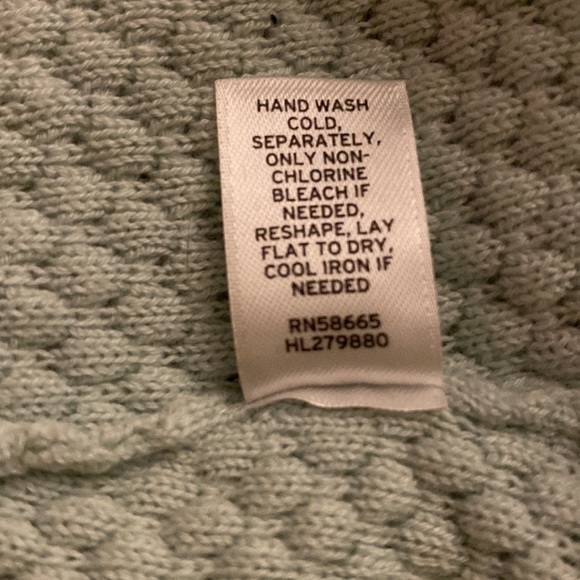 HAND WASH
COLD,
SEPARATELY,
ONLY NON-
CHLORINE
BLEACH IF
NEEDED,
RESHAPE, LAY
FLAT TO DRY,
COOL IRON IF
NEEDED
RN58665
HL279880